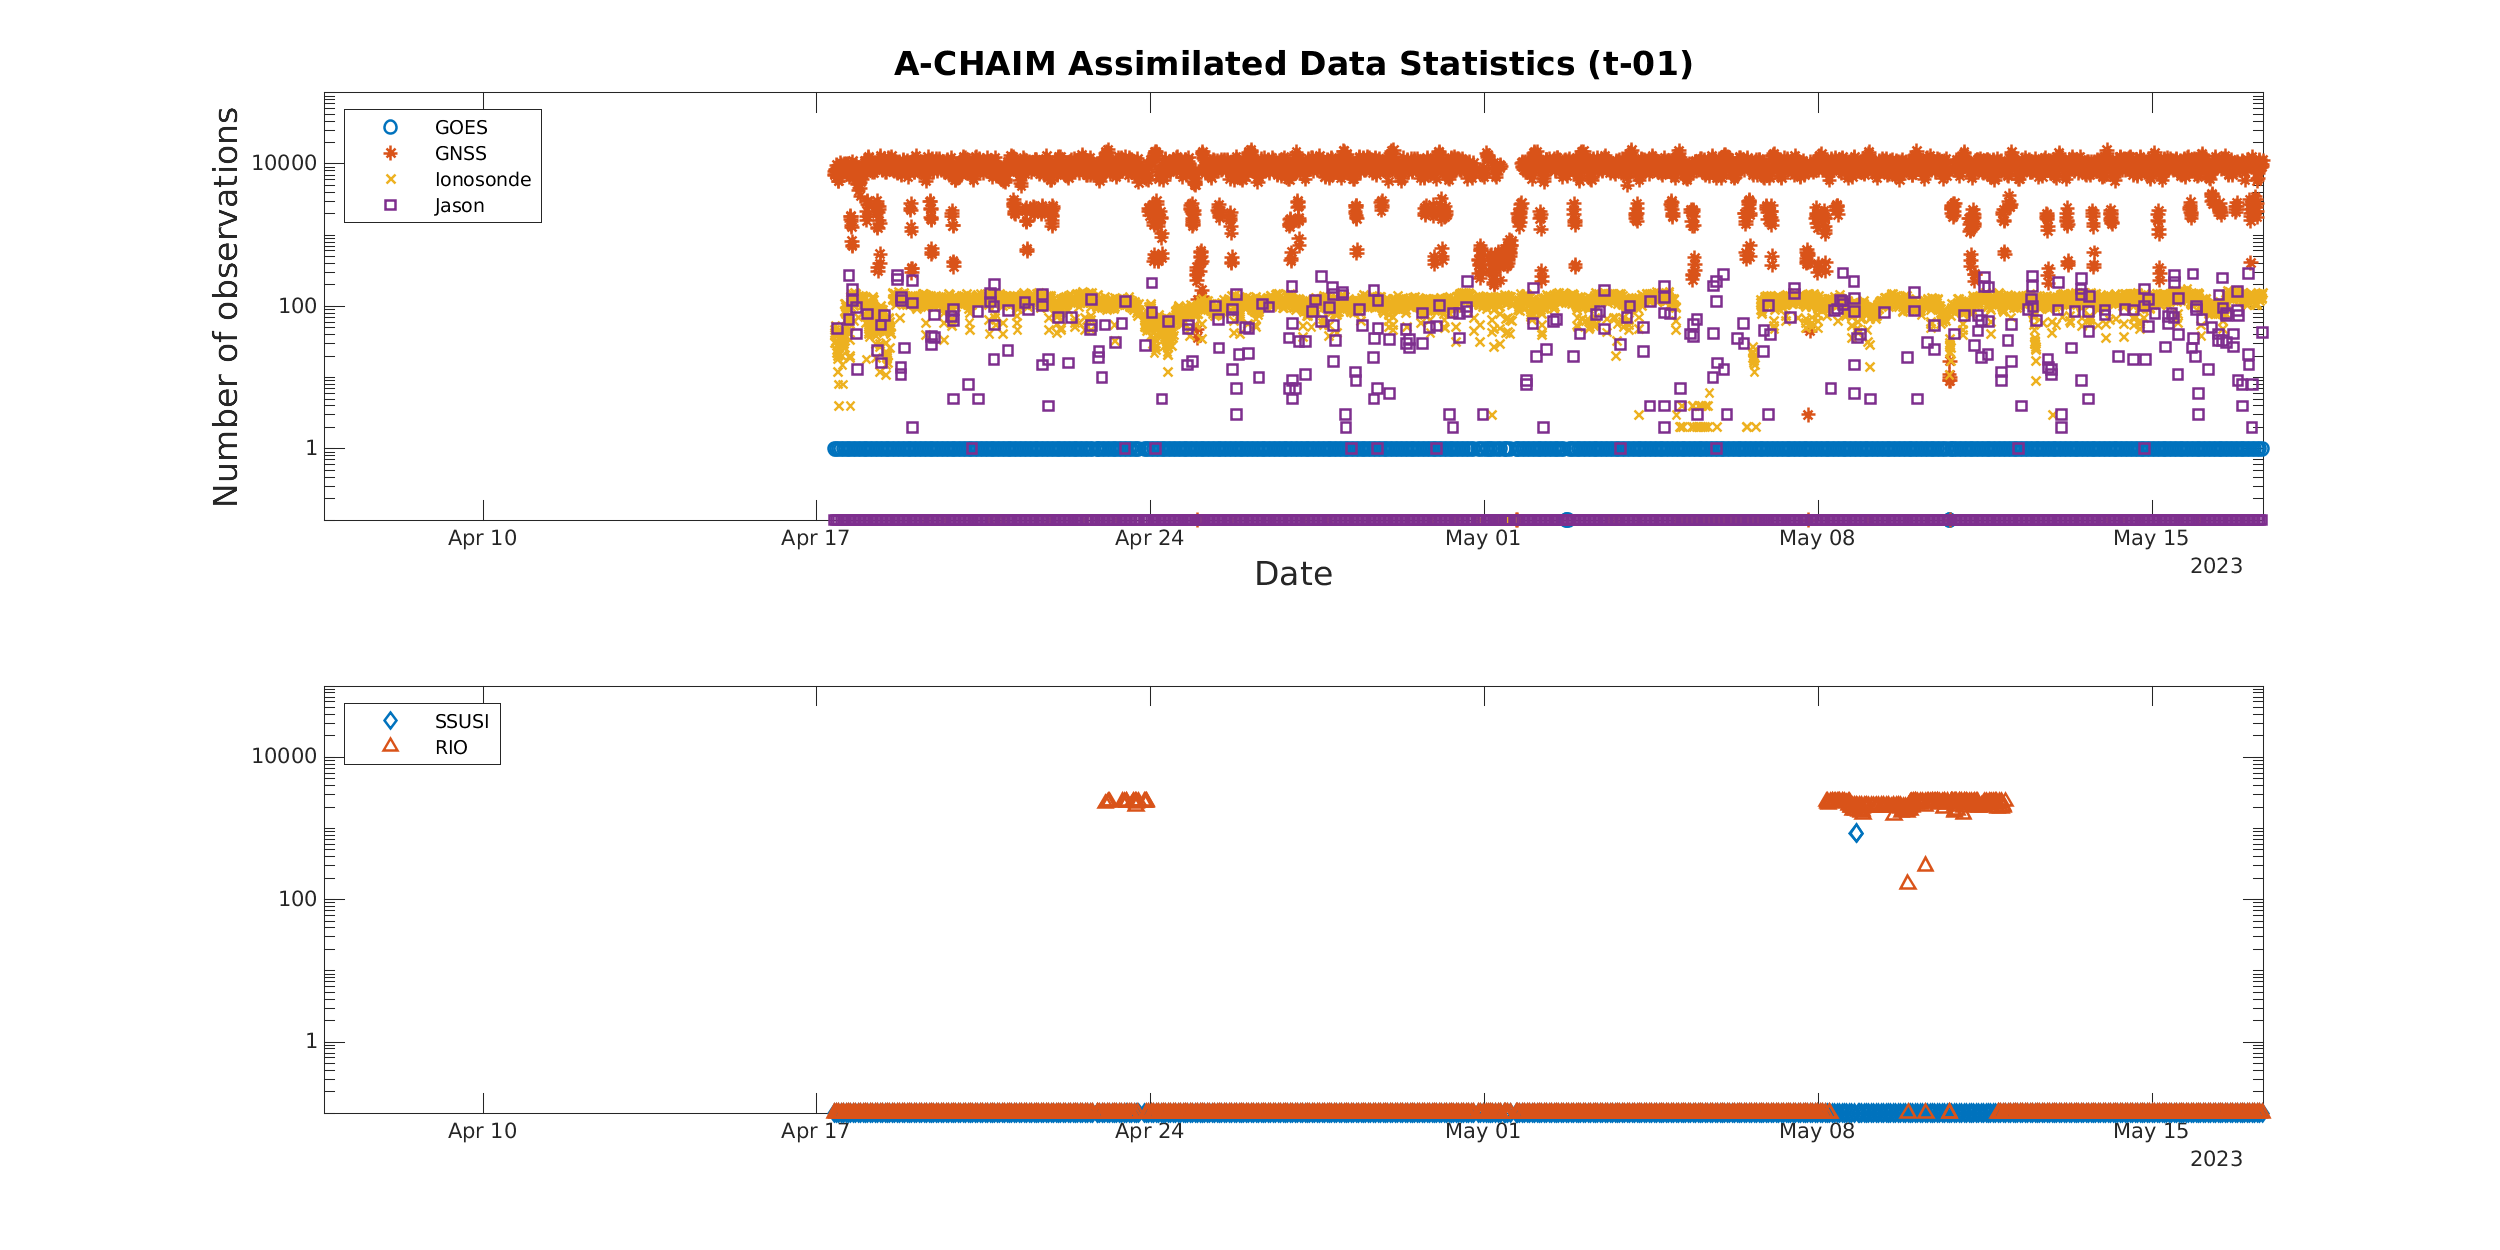 A-CHAIM Assimilated Data Statistics (t-01)
Number of observations
10000
100
1
GOES
GNSS
Ionosonde
Jason
Apr 10
Apr 17
Apr 24
May 01
May 08
May 15
2023
Date
10000
100
1
SSUSI
RIO
Apr 10
Apr 17
Apr 24
May 01
May 08
May 15
2023